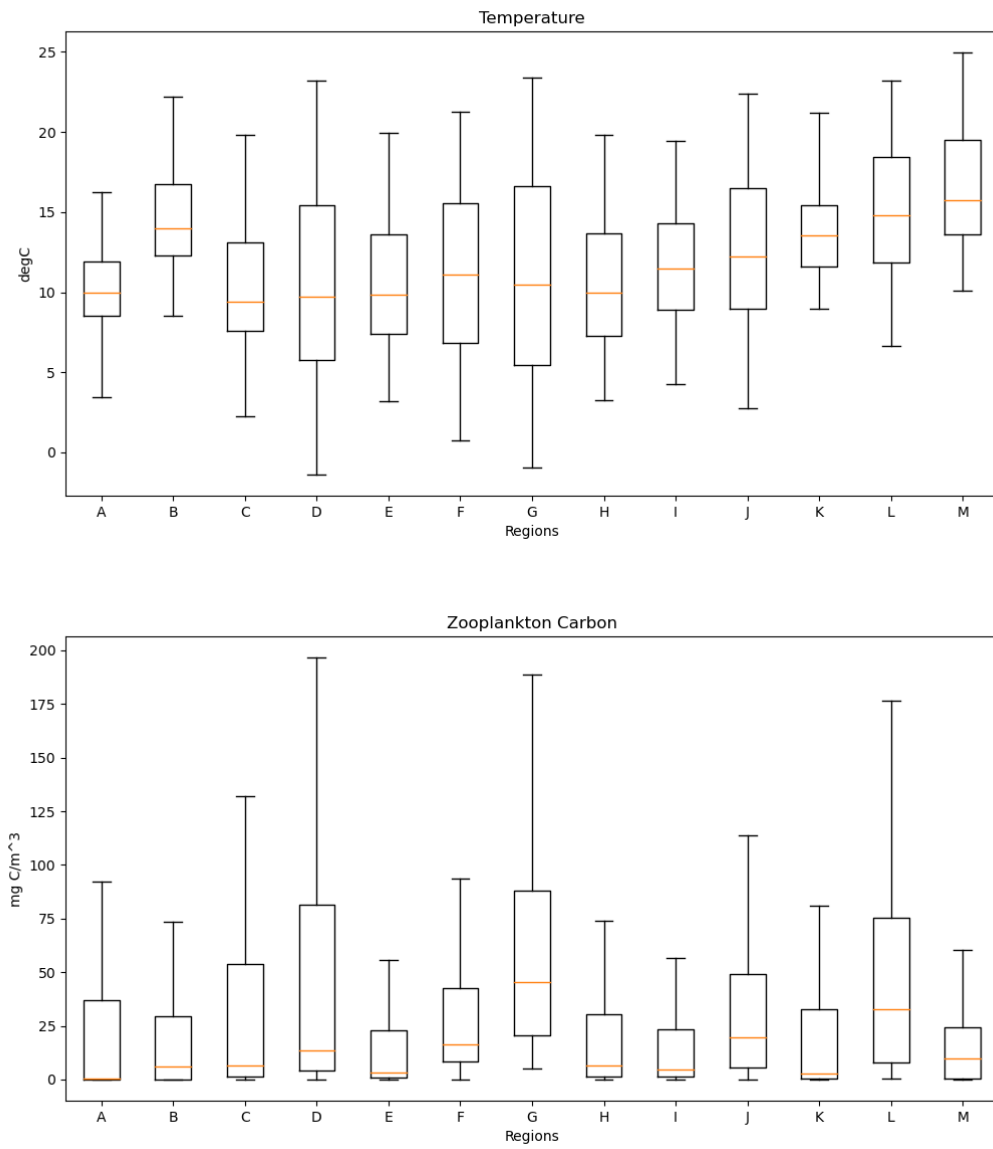 Temperature
25
20
15
10
5
0
degC
A B C D E F G H I J K L M
Regions
Zooplankton Carbon
200
175
150
125
100
75
50
25
0
mg C/m^3
A B C D E F G H I J K L M
Regions